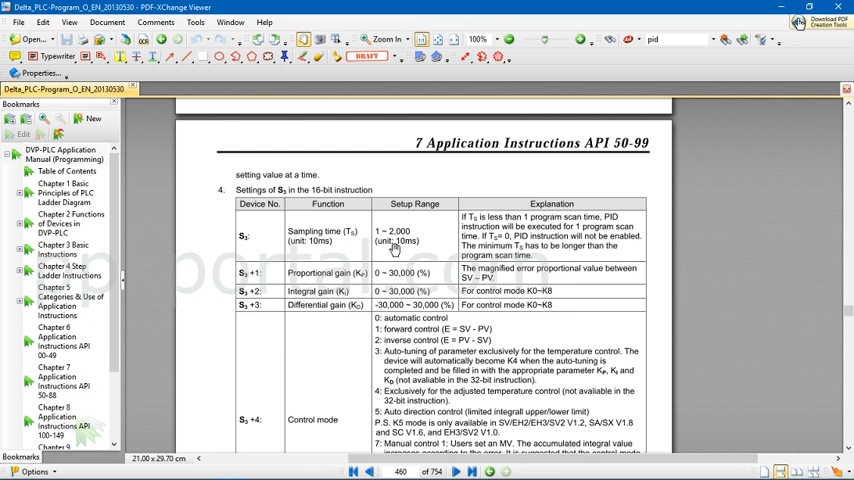 Delta_PLC-Program_O_EN_20130530 - PDF-XChange Viewer
File Edit View Document Comments Tools Window Help
Download PDF
Creation Tools
Open... OCR Zoom In 100% pid
Typewriter DRAFT
Properties...
Delta_PLC-Program_O_EN_20130530
Bookmarks
New
Edit
DVP-PLC Application
Manual (Programming)
Table of Contents
Chapter 1 Basic
Principles of PLC
Ladder Diagram
Chapter 2 Functions
of Devices in
DVP-PLC
Chapter 3 Basic
Instructions
Chapter 4 Step
Ladder Instructions
Chapter 5
Categories & Use of
Application
Instructions
Chapter 6
Application
Instructions API
00-49
Chapter 7
Application
Instructions API
50-88
Chapter 8
Application
Instructions API
100-149
Chapter 9
Bookmarks
Options
7 Application Instructions API 50-99
setting value at a time.
4. Settings of S3 in the 16-bit instruction
Device No. Function Setup Range Explanation
S3: Sampling time (TS) (unit: 10ms) 1 ~ 2,000 (unit: 10ms) If TS is less than 1 program scan time, PID
instruction will be executed for 1 program scan
time. If TS= 0, PID instruction will not be enabled.
The minimum TS has to be longer than the
program scan time.
S3 +1: Proportional gain (KP) 0 ~ 30,000 (%) The magnified error proportional value between
SV – PV.
S3 +2: Integral gain (KI) 0 ~ 30,000 (%) For control mode K0~K8
S3 +3: Differential gain (KD) -30,000 ~ 30,000 (%) For control mode K0~K8
S3 +4: Control mode
0: automatic control
1: forward control (E = SV - PV)
2: inverse control (E = PV - SV)
3: Auto-tuning of parameter exclusively for the temperature control. The
device will automatically become K4 when the auto-tuning is
completed and be filled in with the appropriate parameter KP, KI and
KD (not avaliable in the 32-bit instruction).
4: Exclusively for the adjusted temperature control (not avaliable in the
32-bit instruction).
5: Auto direction control (limited integrall upper/lower limit)
P.S. K5 mode is only available in SV/EH2/EH3/SV2 V1.2, SA/SX V1.8
and SC V1.6, and EH3/SV2 V1.0.
7: Manual control 1: Users set an MV. The accumulated integral value
increases according to the error. It is suggested that the control mode
21.00 x 29.70 cm
460 of 754